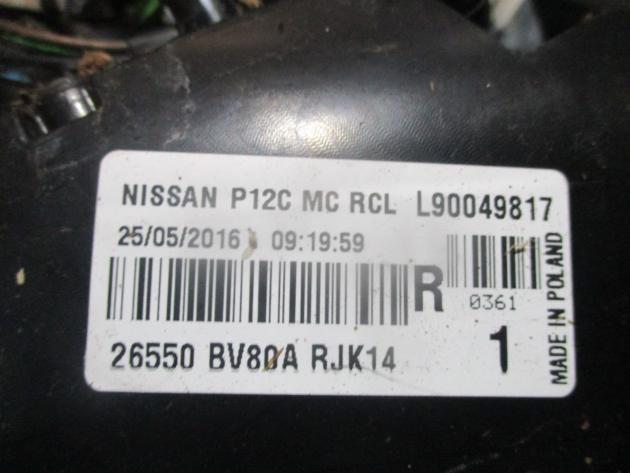 NISSAN P12C MC RCL L90049817
25/05/2016 09:19:59
R
0361
26550 BV80A RJK14
1
MADE IN POLAND